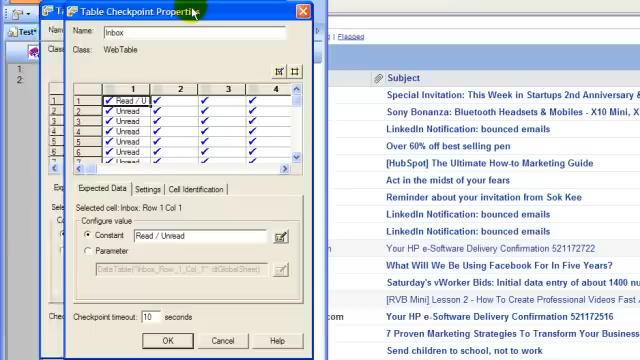 Table Checkpoint Properties
Name: Inbox
Class: WebTable
1 2 3 4
1 Read / U
2 Unread
3 Unread
4 Unread
5 Unread
6 Unread
Expected Data Settings Cell Identification
Selected cell: Inbox: Row 1 Col 1
Configure value
Constant Read / Unread
Parameter
DataTable("Inbox_Row_1_Col_1" dtGlobalSheet)
Checkpoint timeout: 10 seconds
OK Cancel Help
Test*
1:
2:
Flagged
Subject
Special Invitation: This Week in Startups 2nd Anniversary &
Sony Bonanza: Bluetooth Headsets & Mobiles - X10 Mini, X
LinkedIn Notification: bounced emails
Over 60% off best selling pen
[HubSpot] The Ultimate How-to Marketing Guide
Act in the midst of your fears
Reminder about your invitation from Sok Kee
LinkedIn Notification: bounced emails
LinkedIn Notification: bounced emails
Your HP e-Software Delivery Confirmation 521172722
What Will We Be Using Facebook For In Five Years?
Saturday's vWorker Bids: Initial data entry of about 1400 n
[RVB Mini] Lesson 2 - How To Create Professional Videos Fast
Your HP e-Software Delivery Confirmation 521172516
7 Proven Marketing Strategies To Transform Your Busines
Send children to school, not to work